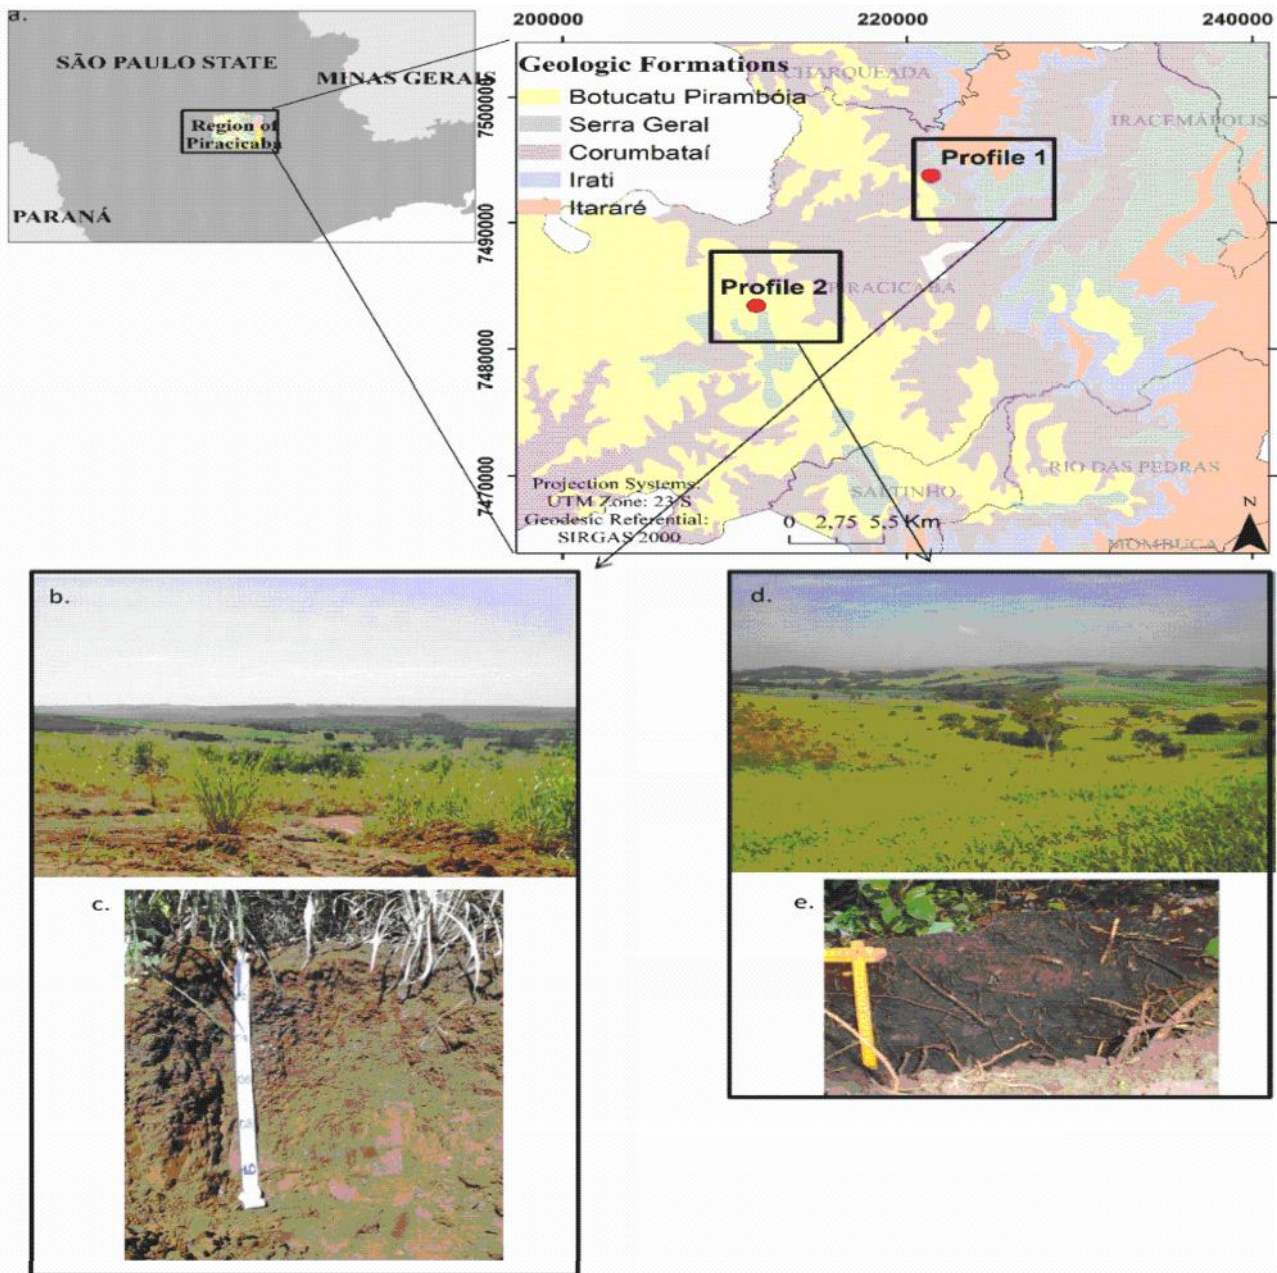 a.
SÃO PAULO STATE
MINAS GERAIS
Region of
Piracicaba
PARANÁ
200000
220000
240000
7500000
7490000
7480000
7470000
Geologic Formations
Botucatu Pirambóia
Serra Geral
Corumbataí
Irati
Itararé
CHARQUEADA
IRACEMÁPOLIS
Profile 1
Profile 2
PIRACICABA
RIO DAS PEDRAS
SALTINHO
MOMBUCA
Projection Systems:
UTM Zone: 23 S
Geodesic Referential:
SIRGAS 2000
0 2,75 5,5 Km
N
b.
d.
c.
e.